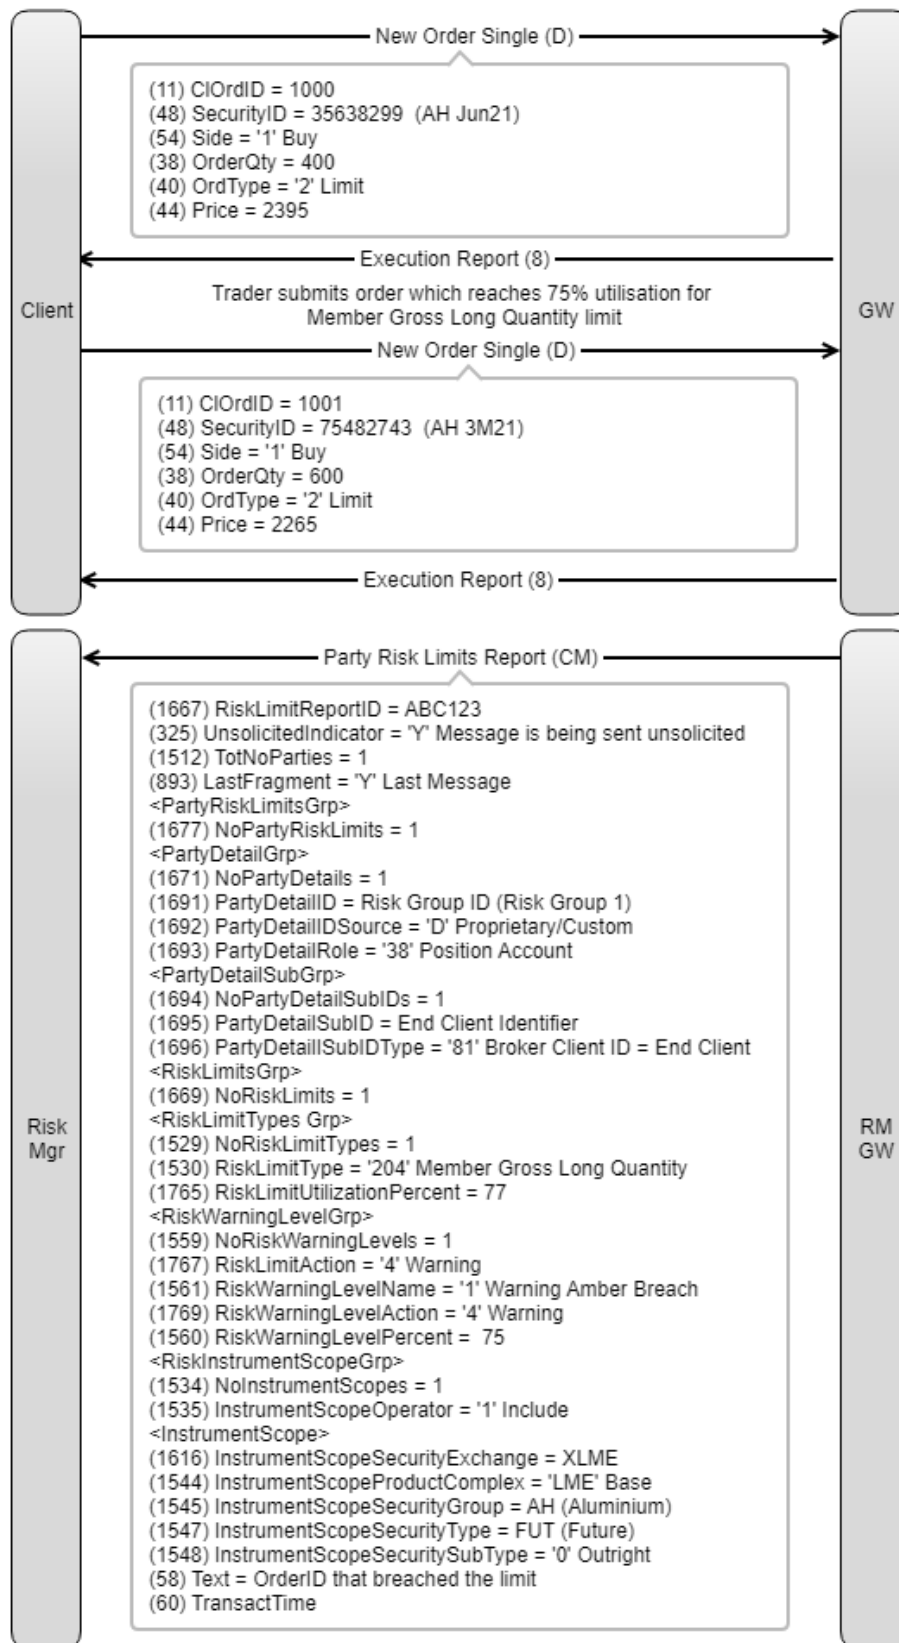 New Order Single (D)
(11) ClOrdID = 1000
(48) SecurityID = 35638299 (AH Jun21)
(54) Side = '1' Buy
(38) OrderQty = 400
(40) OrdType = '2' Limit
(44) Price = 2395
Execution Report (8)
Client
GW
Trader submits order which reaches 75% utilisation for
Member Gross Long Quantity limit
New Order Single (D)
(11) ClOrdID = 1001
(48) SecurityID = 75482743 (AH 3M21)
(54) Side = '1' Buy
(38) OrderQty = 600
(40) OrdType = '2' Limit
(44) Price = 2265
Execution Report (8)
Party Risk Limits Report (CM)
(1667) RiskLimitReportID = ABC123
(325) UnsolicitedIndicator = 'Y' Message is being sent unsolicited
(1512) TotNoParties = 1
(893) LastFragment = 'Y' Last Message
<PartyRiskLimitsGrp>
(1677) NoPartyRiskLimits = 1
<PartyDetailGrp>
(1671) NoPartyDetails = 1
(1691) PartyDetailID = Risk Group ID (Risk Group 1)
(1692) PartyDetailIDSource = 'D' Proprietary/Custom
(1693) PartyDetailRole = '38' Position Account
<PartyDetailSubGrp>
(1694) NoPartyDetailSubIDs = 1
(1695) PartyDetailSubID = End Client Identifier
(1696) PartyDetailISubIDType = '81' Broker Client ID = End Client
<RiskLimitsGrp>
(1669) NoRiskLimits = 1
<RiskLimitTypes Grp>
(1529) NoRiskLimitTypes = 1
(1530) RiskLimitType = '204' Member Gross Long Quantity
(1765) RiskLimitUtilizationPercent = 77
<RiskWarningLevelGrp>
(1559) NoRiskWarningLevels = 1
(1767) RiskLimitAction = '4' Warning
(1561) RiskWarningLevelName = '1' Warning Amber Breach
(1769) RiskWarningLevelAction = '4' Warning
(1560) RiskWarningLevelPercent = 75
<RiskInstrumentScopeGrp>
(1534) NoInstrumentScopes = 1
(1535) InstrumentScopeOperator = '1' Include
<InstrumentScope>
(1616) InstrumentScopeSecurityExchange = XLME
(1544) InstrumentScopeProductComplex = 'LME' Base
(1545) InstrumentScopeSecurityGroup = AH (Aluminium)
(1547) InstrumentScopeSecurityType = FUT (Future)
(1548) InstrumentScopeSecuritySubType = '0' Outright
(58) Text = OrderID that breached the limit
(60) TransactTime
Risk
Mgr
RM
GW